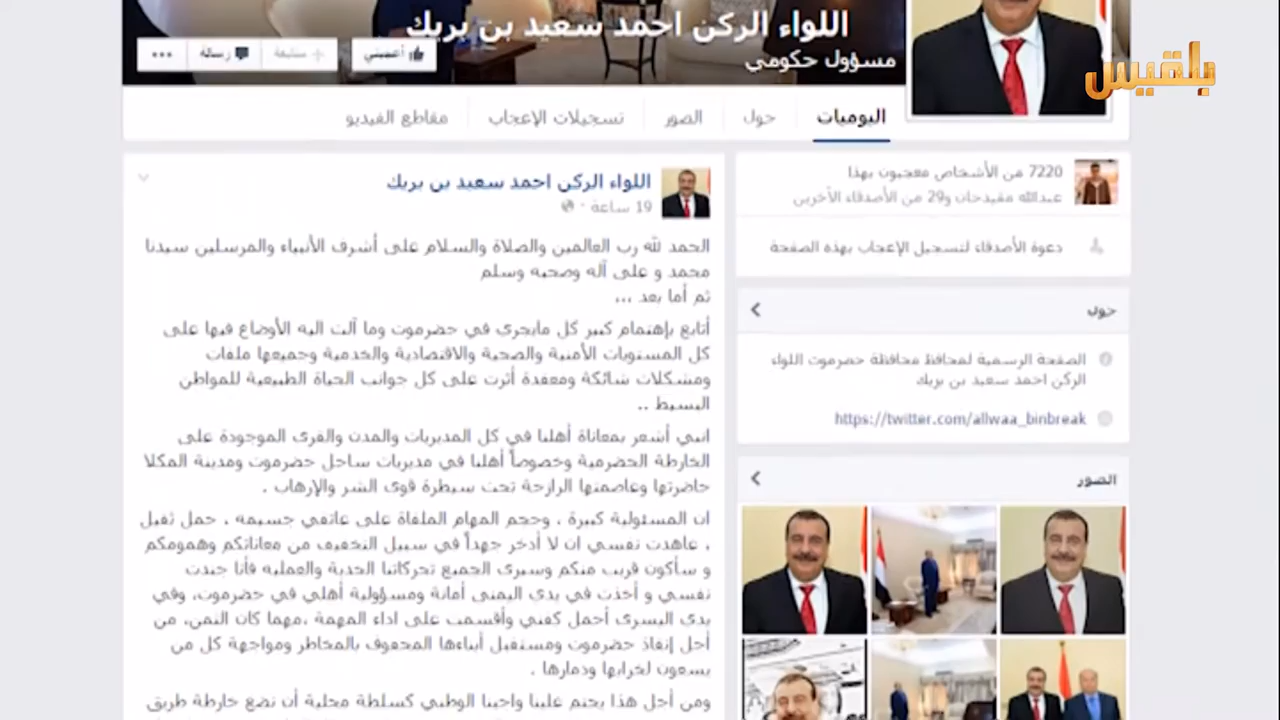 اللواء الركن احمد سعيد بن بريك
مسؤول حكومي
أعجبني
متابعة
رسالة
بلقيس
اليوميات
حول
الصور
تسجيلات الإعجاب
مقاطع الفيديو
اللواء الركن احمد سعيد بن بريك
19 ساعة
الحمد لله رب العالمين والصلاة والسلام على أشرف الأنبياء والمرسلين سيدنا
محمد و على آله وصحبه وسلم
ثم أما بعد ...
أتابع بإهتمام كبير كل مايجري في حضرموت وما آلت اليه الأوضاع فيها على
كل المستويات الأمنية والصحية والاقتصادية والخدمية وجميعها ملفات
ومشكلات شائكة ومعقدة أثرت على كل جوانب الحياة الطبيعية للمواطن
البسيط ..
انني أشعر بمعاناة أهلنا في كل المديريات والمدن والقرى الموجودة على
الخارطة الحضرمية وخصوصاً أهلنا في مديريات ساحل حضرموت ومدينة المكلا
حاضرتها وعاصمتها الرازحة تحت سيطرة قوى الشر والإرهاب .
ان المسئولية كبيرة ، وحجم المهام الملقاة على عاتقي جسيمة ، حمل ثقيل
، عاهدت نفسي ان لا أدخر جهداً في سبيل التخفيف من معاناتكم وهمومكم
و سأكون قريب منكم وسيرى الجميع تحركاتنا الجدية والعملية فأنا جندت
نفسي و أخذت في يدي اليمنى أمانة ومسؤولية أهلي في حضرموت، وفي
يدي اليسرى أحمل كفني وأقسمت على اداء المهمة ،مهما كان الثمن، من
أجل إنقاذ حضرموت ومستقبل أبناءها المحفوف بالمخاطر ومواجهة كل من
يسعون لخرابها ودمارها .
ومن أجل هذا يحتم علينا واجبنا الوطني كسلطة محلية أن نضع خارطة طريق
7220 من الأشخاص معجبون بهذا
عبدالله مقيدحان و29 من الأصدقاء الآخرين
دعوة الأصدقاء لتسجيل الإعجاب بهذه الصفحة
حول
الصفحة الرسمية لمحافظ محافظة حضرموت اللواء
الركن احمد سعيد بن بريك
https://twitter.com/allwaa_binbreak
الصور